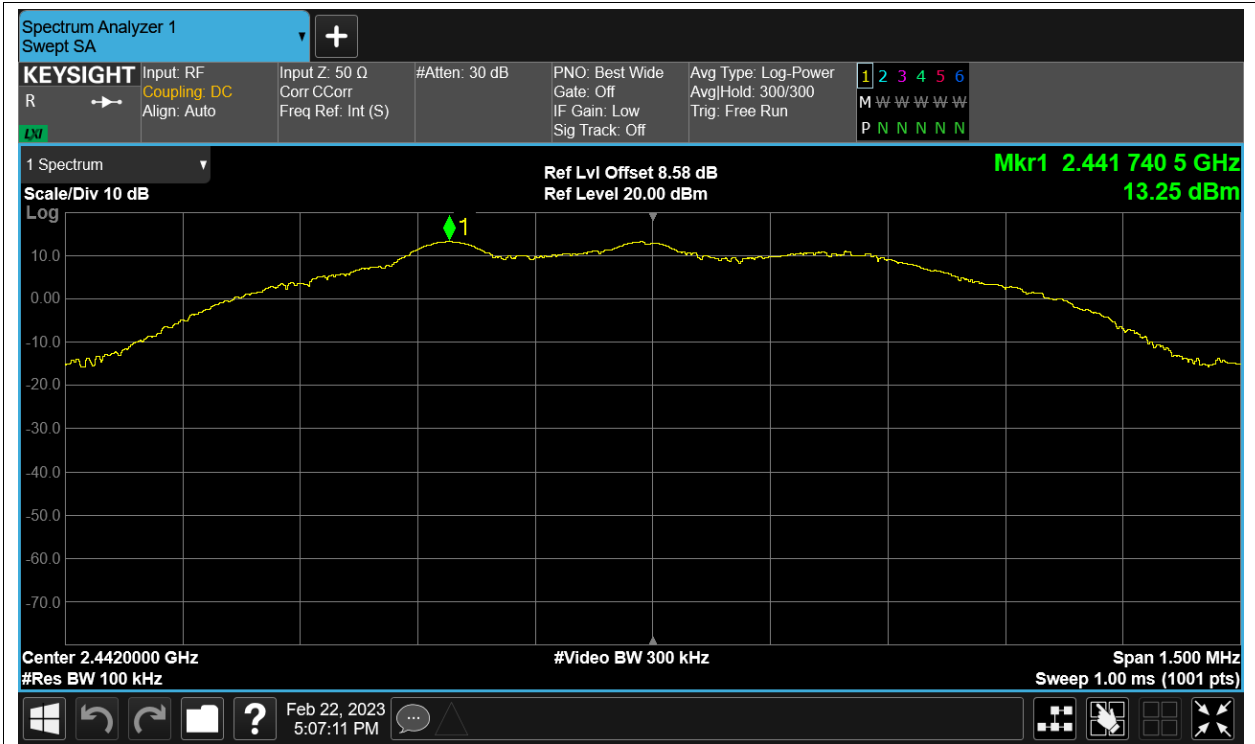 Spectrum Analyzer 1
Swept SA
KEYSIGHT
R
LXI
Input: RF
Coupling: DC
Align: Auto
Input Z: 50 Ω
Corr CCorr
Freq Ref: Int (S)
#Atten: 30 dB
PNO: Best Wide
Gate: Off
IF Gain: Low
Sig Track: Off
Avg Type: Log-Power
Avg|Hold: 300/300
Trig: Free Run
1 2 3 4 5 6
M W W W W W
P N N N N N
1 Spectrum
Scale/Div 10 dB
Log
Ref Lvl Offset 8.58 dB
Ref Level 20.00 dBm
Mkr1 2.441 740 5 GHz
13.25 dBm
1
10.0
0.00
-10.0
-20.0
-30.0
-40.0
-50.0
-60.0
-70.0
Center 2.4420000 GHz
#Video BW 300 kHz
Span 1.500 MHz
#Res BW 100 kHz
Sweep 1.00 ms (1001 pts)
?
Feb 22, 2023
5:07:11 PM